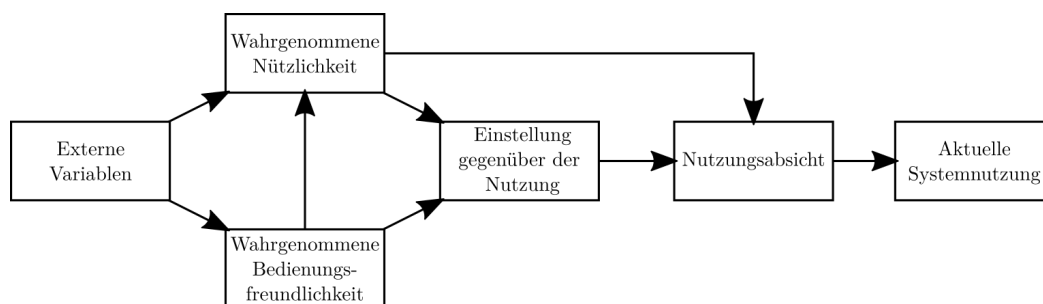 Wahrgenommene
Nützlichkeit
Externe
Variablen
Einstellung
gegenüber der
Nutzung
Nutzungsabsicht
Aktuelle
Systemnutzung
Wahrgenommene
Bedienungs-
freundlichkeit